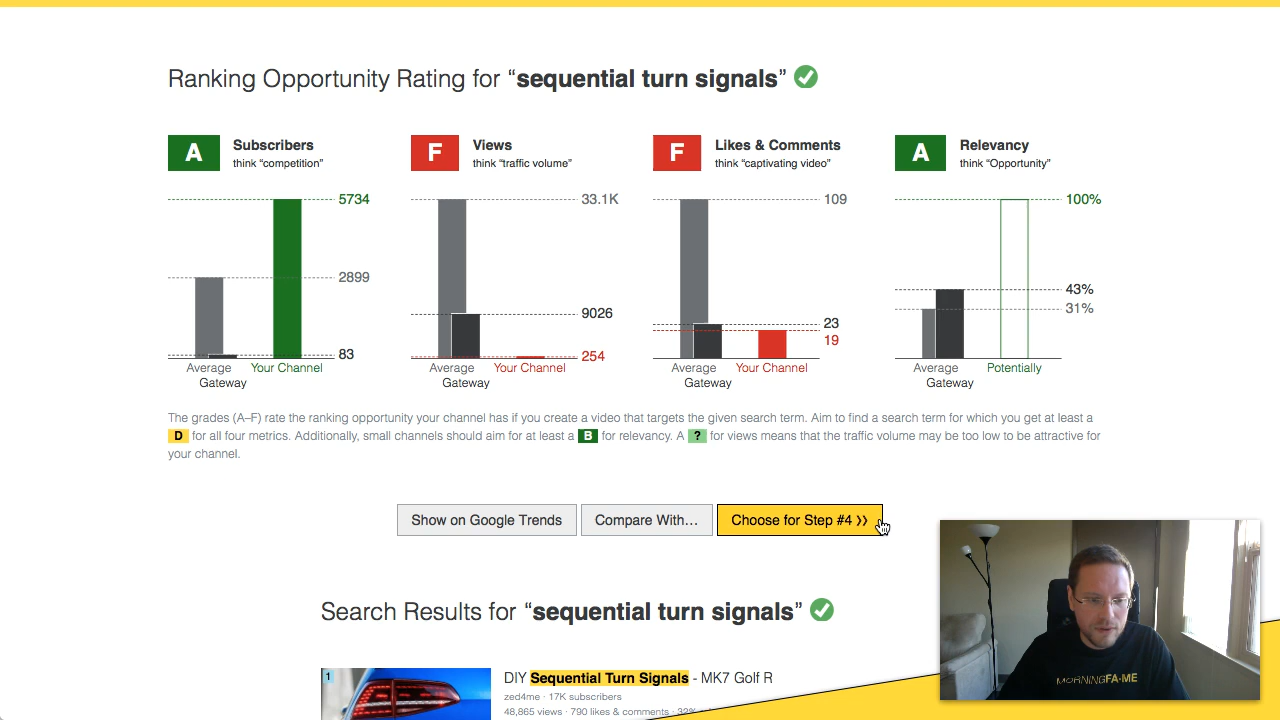 Ranking Opportunity Rating for “sequential turn signals”
A
Subscribers
think “competition”
5734
2899
83
Average
Gateway
Your Channel
F
Views
think “traffic volume”
33.1K
9026
254
Average
Gateway
Your Channel
F
Likes & Comments
think “captivating video”
109
23
19
Average
Gateway
Your Channel
A
Relevancy
think “Opportunity”
100%
43%
31%
Average
Gateway
Potentially
The grades (A–F) rate the ranking opportunity your channel has if you create a video that targets the given search term. Aim to find a search term for which you get at least a
D for all four metrics. Additionally, small channels should aim for at least a B for relevancy. A ? for views means that the traffic volume may be too low to be attractive for
your channel.
Show on Google Trends
Compare With…
Choose for Step #4 ⟩⟩
Search Results for “sequential turn signals”
1
DIY Sequential Turn Signals - MK7 Golf R
zed4me · 17K subscribers
48,865 views · 790 likes & comments · 32%
MORNINGFA·ME